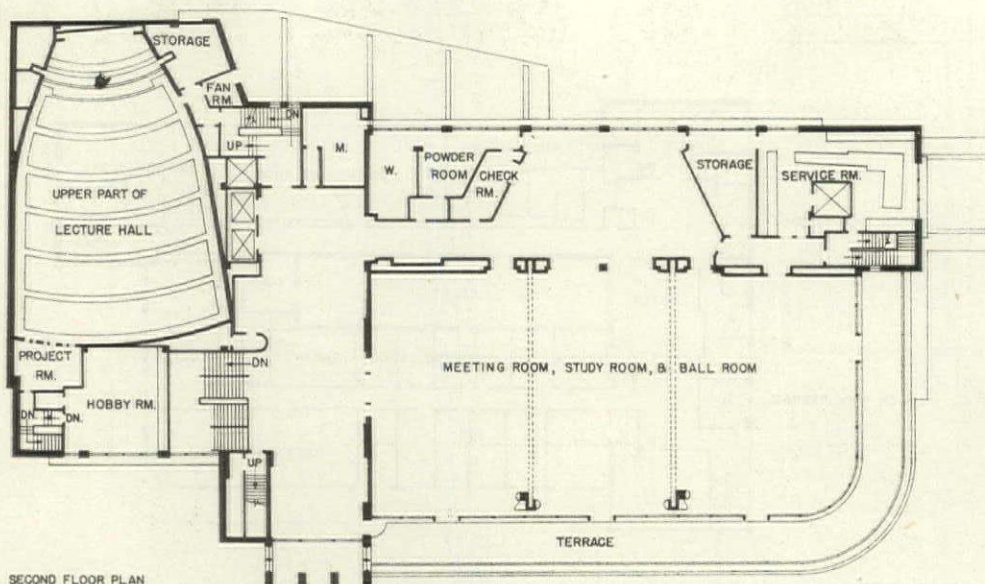 STORAGE
FAN
RM.
DN
UP
M.
W.
POWDER
ROOM
CHECK
RM.
STORAGE
SERVICE RM.
UPPER PART OF
LECTURE HALL
PROJECT
RM.
HOBBY RM.
DN.
DN.
DN
UP
MEETING ROOM, STUDY ROOM, & BALL ROOM
TERRACE
SECOND FLOOR PLAN